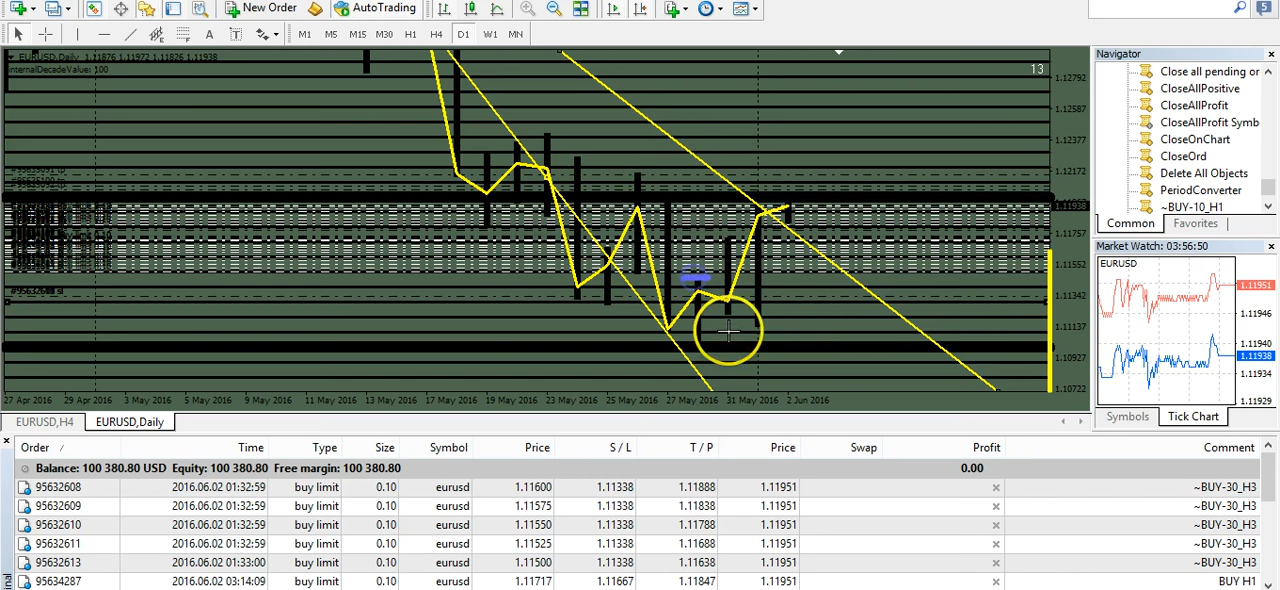 New Order AutoTrading
A T M1 M5 M15 M30 H1 H4 D1 W1 MN
EURUSD,Daily 1.11876 1.11972 1.11826 1.11938
internalDecadeValue: 100
13
1.12792
1.12587
1.12377
1.12172
1.11938
1.11757
1.11552
1.11342
1.11137
1.10927
1.10722
27 Apr 2016 29 Apr 2016 3 May 2016 5 May 2016 9 May 2016 11 May 2016 13 May 2016 17 May 2016 19 May 2016 23 May 2016 25 May 2016 27 May 2016 31 May 2016 2 Jun 2016
EURUSD,H4 EURUSD,Daily
Navigator
Close all pending or
CloseAllPositive
CloseAllProfit
CloseAllProfit Symb
CloseOnChart
CloseOrd
Delete All Objects
PeriodConverter
~BUY-10_H1
Common Favorites
Market Watch: 03:56:50
EURUSD
1.11951
1.11946
1.11940
1.11938
1.11934
1.11929
Symbols Tick Chart
Order / Time Type Size Symbol Price S / L T / P Price Swap Profit Comment
Balance: 100 380.80 USD Equity: 100 380.80 Free margin: 100 380.80 0.00
95632608 2016.06.02 01:32:59 buy limit 0.10 eurusd 1.11600 1.11338 1.11888 1.11951 ~BUY-30_H3
95632609 2016.06.02 01:32:59 buy limit 0.10 eurusd 1.11575 1.11338 1.11838 1.11951 ~BUY-30_H3
95632610 2016.06.02 01:32:59 buy limit 0.10 eurusd 1.11550 1.11338 1.11788 1.11951 ~BUY-30_H3
95632611 2016.06.02 01:32:59 buy limit 0.10 eurusd 1.11525 1.11338 1.11688 1.11951 ~BUY-30_H3
95632613 2016.06.02 01:33:00 buy limit 0.10 eurusd 1.11500 1.11338 1.11638 1.11951 ~BUY-30_H3
95634287 2016.06.02 03:14:09 buy limit 0.10 eurusd 1.11717 1.11667 1.11847 1.11951 BUY H1